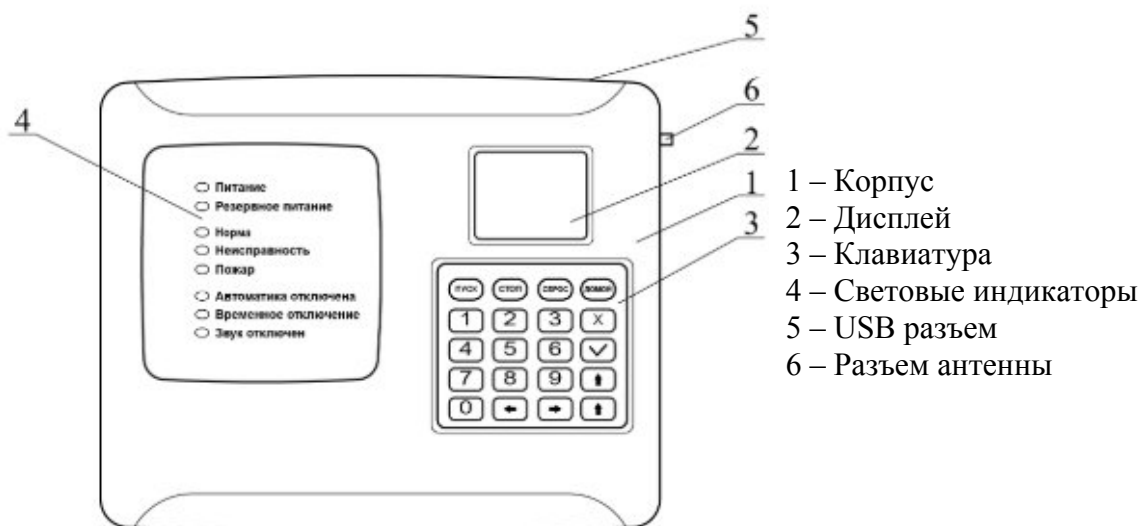 5
6
4
2
1
3
Питание
Резервное питание
Норма
Неисправность
Пожар
Автоматика отключена
Временное отключение
Звук отключен
ПУСК СТОП СБРОС
1 2 3 X
4 5 6
7 8 9
0
1 – Корпус
2 – Дисплей
3 – Клавиатура
4 – Световые индикаторы
5 – USB разъем
6 – Разъем антенны